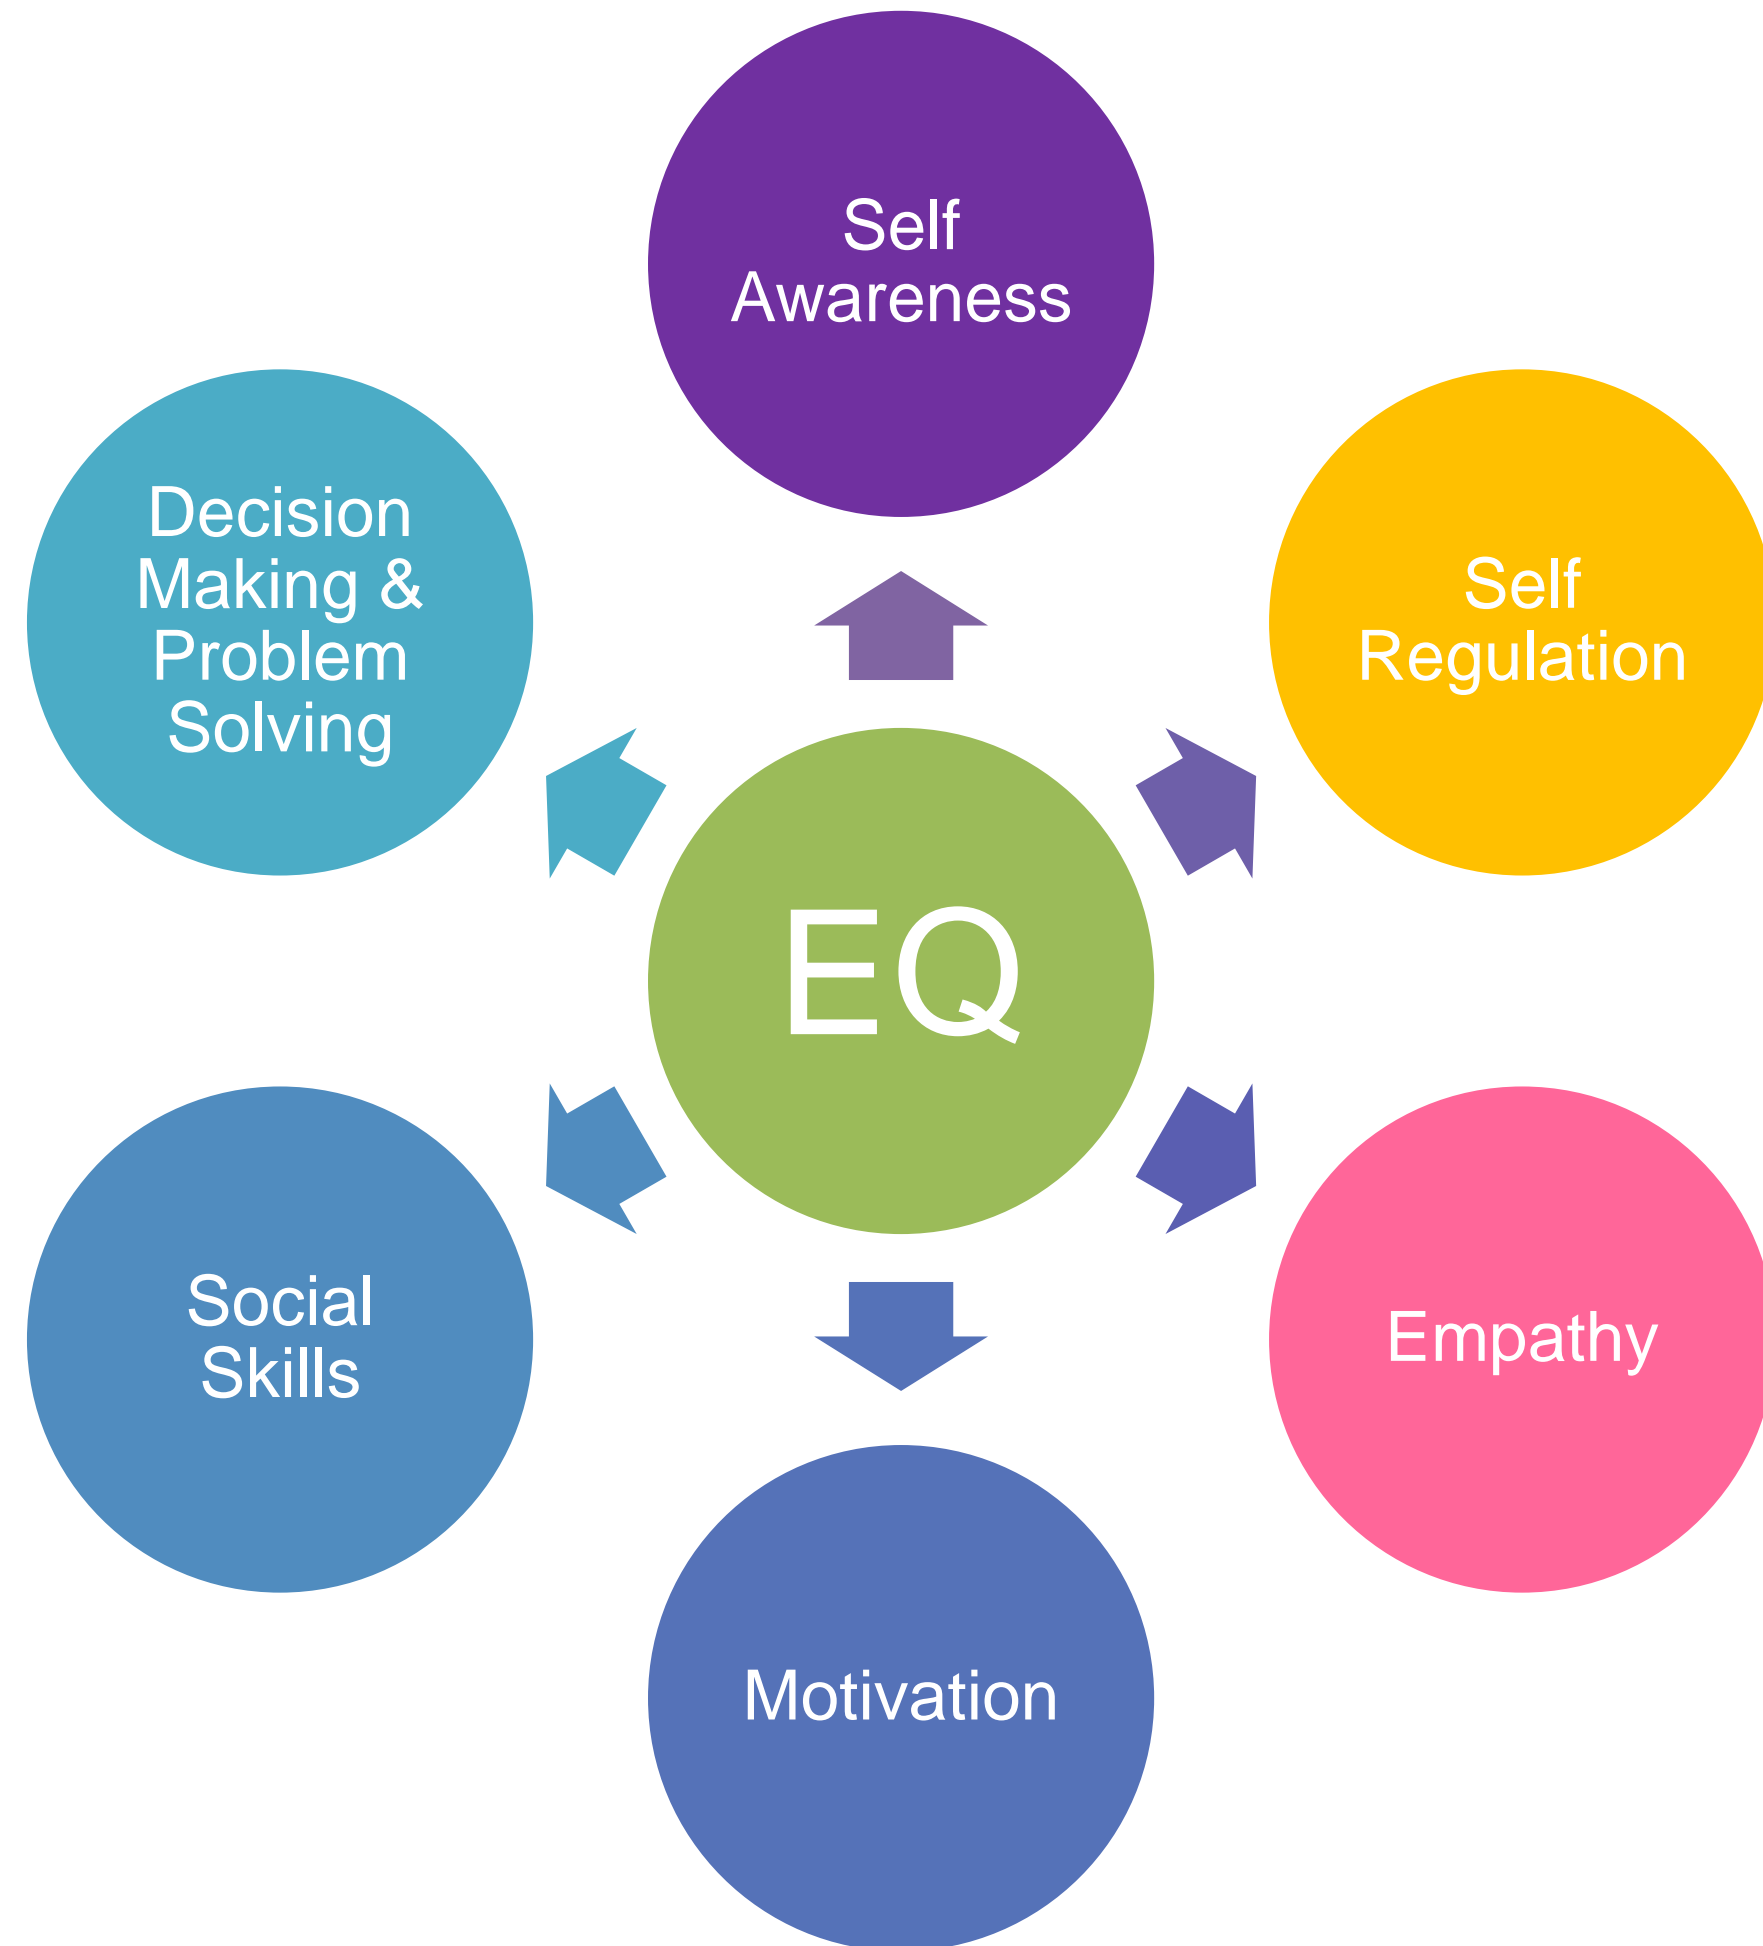 Self
Awareness
Self
Regulation
Empathy
Motivation
Social
Skills
Decision
Making &
Problem
Solving
EQ